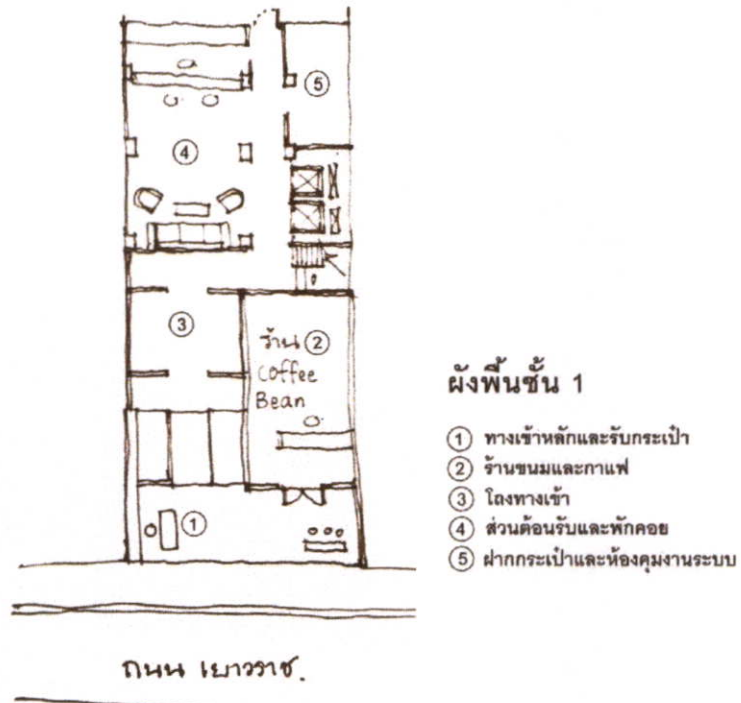 5
4
3
ร้าน 2
Coffee
Bean
1
ถนน เยาวราช.
ผังพื้นชั้น 1
1 ทางเข้าหลักและรับกระเป๋า
2 ร้านขนมและกาแฟ
3 โถงทางเข้า
4 ส่วนต้อนรับและพักคอย
5 ฝากกระเป๋าและห้องคุมงานระบบ